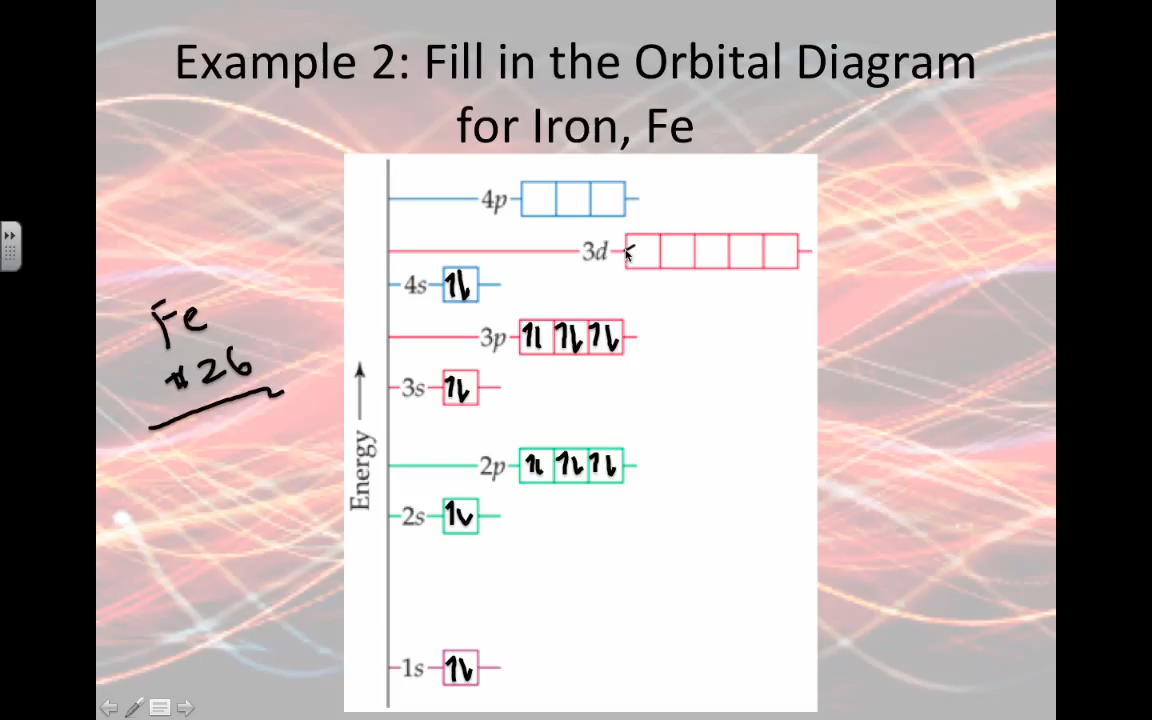 Example 2: Fill in the Orbital Diagram
for Iron, Fe
4p
3d
4s ↿⇂
3p ↿⇂ ↿⇂ ↿⇂
3s ↿⇂
2p ↿⇂ ↿⇂ ↿⇂
2s ↿⇂
1s ↿⇂
Energy
Fe
#26